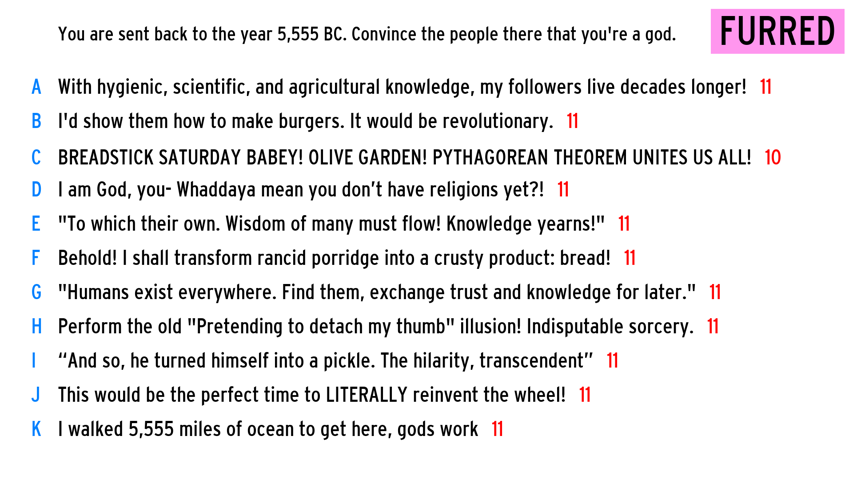 You are sent back to the year 5,555 BC. Convince the people there that you're a god.
FURRED
A With hygienic, scientific, and agricultural knowledge, my followers live decades longer! 11
B I'd show them how to make burgers. It would be revolutionary. 11
C BREADSTICK SATURDAY BABEY! OLIVE GARDEN! PYTHAGOREAN THEOREM UNITES US ALL! 10
D I am God, you- Whaddaya mean you don’t have religions yet?! 11
E "To which their own. Wisdom of many must flow! Knowledge yearns!" 11
F Behold! I shall transform rancid porridge into a crusty product: bread! 11
G "Humans exist everywhere. Find them, exchange trust and knowledge for later." 11
H Perform the old "Pretending to detach my thumb" illusion! Indisputable sorcery. 11
I “And so, he turned himself into a pickle. The hilarity, transcendent” 11
J This would be the perfect time to LITERALLY reinvent the wheel! 11
K I walked 5,555 miles of ocean to get here, gods work 11